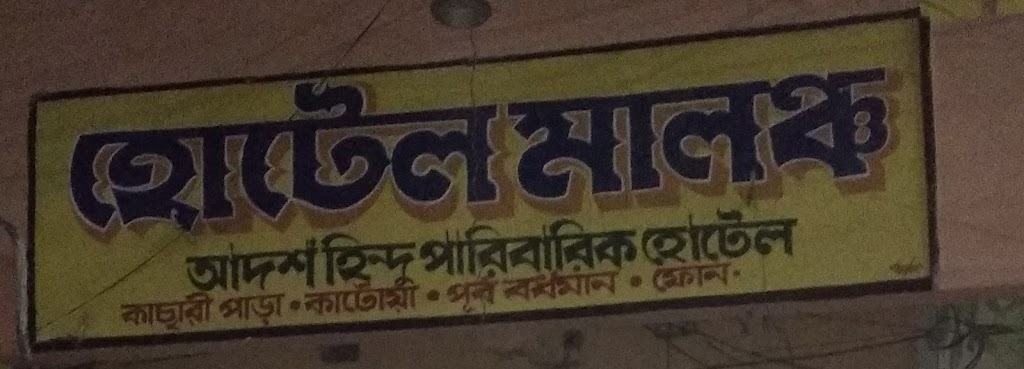 হোটেল মালঞ্চ
আদর্শ হিন্দু পারিবারিক হোটেল
কাছারী পাড়া • কাটোয়া • পূর্ব বর্ধমান • ফোন-